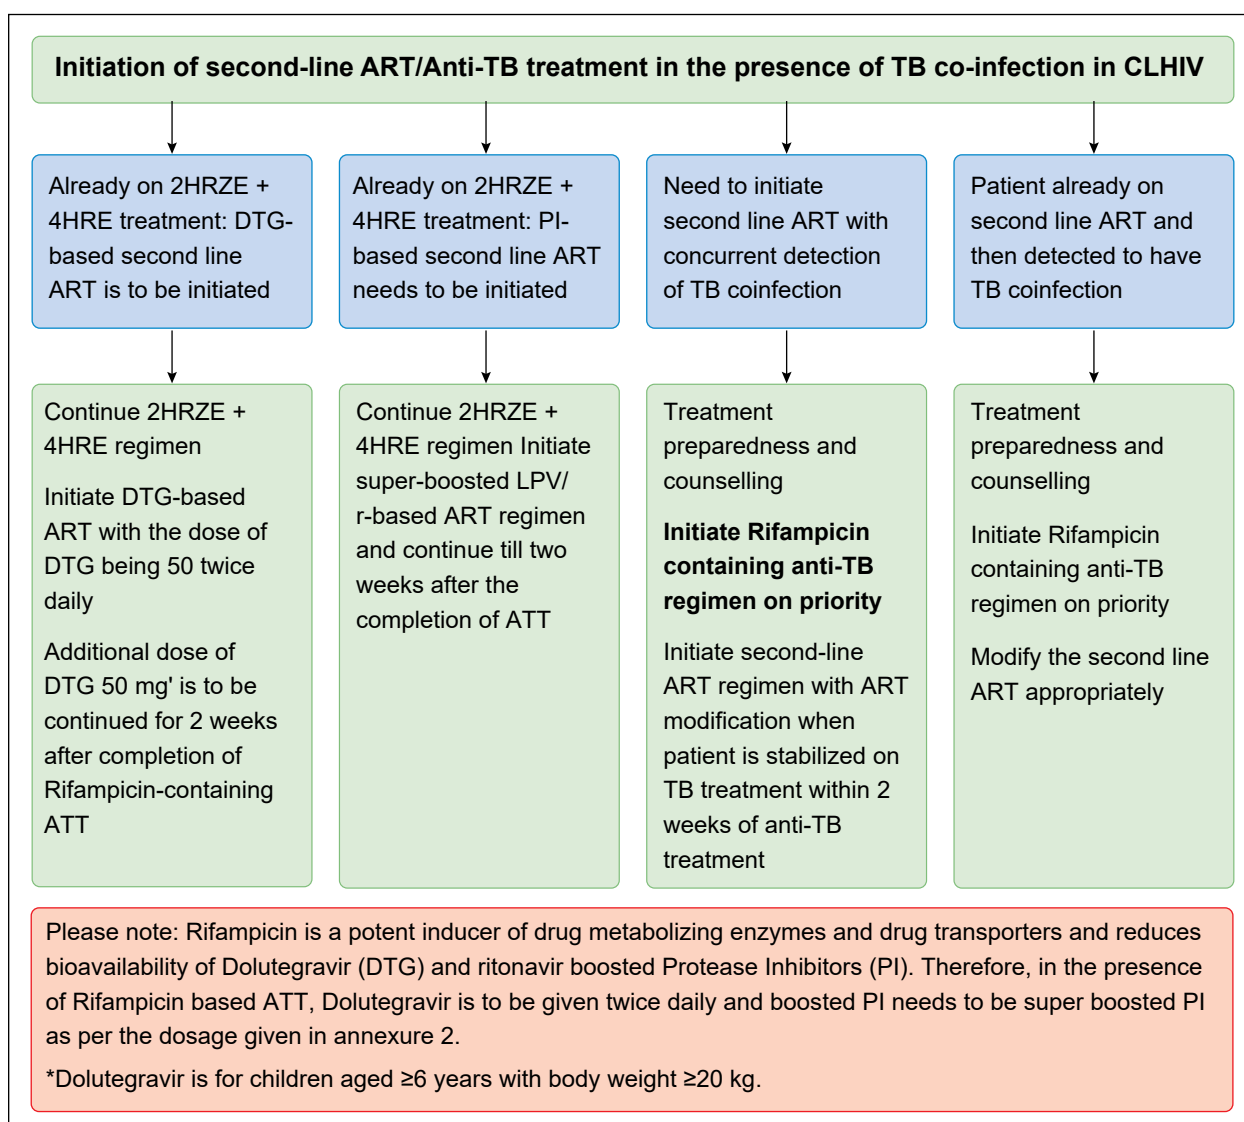 Initiation of second-line ART/Anti-TB treatment in the presence of TB co-infection in CLHIV
Already on 2HRZE +
4HRE treatment: DTG-
based second line
ART is to be initiated
Already on 2HRZE +
4HRE treatment: PI-
based second line ART
needs to be initiated
Need to initiate
second line ART with
concurrent detection
of TB coinfection
Patient already on
second line ART and
then detected to have
TB coinfection
Continue 2HRZE +
4HRE regimen
Initiate DTG-based
ART with the dose of
DTG being 50 twice
daily
Additional dose of
DTG 50 mg' is to be
continued for 2 weeks
after completion of
Rifampicin-containing
ATT
Continue 2HRZE +
4HRE regimen Initiate
super-boosted LPV/
r-based ART regimen
and continue till two
weeks after the
completion of ATT
Treatment
preparedness and
counselling
Initiate Rifampicin
containing anti-TB
regimen on priority
Initiate second-line
ART regimen with ART
modification when
patient is stabilized on
TB treatment within 2
weeks of anti-TB
treatment
Treatment
preparedness and
counselling
Initiate Rifampicin
containing anti-TB
regimen on priority
Modify the second line
ART appropriately
Please note: Rifampicin is a potent inducer of drug metabolizing enzymes and drug transporters and reduces
bioavailability of Dolutegravir (DTG) and ritonavir boosted Protease Inhibitors (PI). Therefore, in the presence
of Rifampicin based ATT, Dolutegravir is to be given twice daily and boosted PI needs to be super boosted PI
as per the dosage given in annexure 2.
*Dolutegravir is for children aged ≥6 years with body weight ≥20 kg.